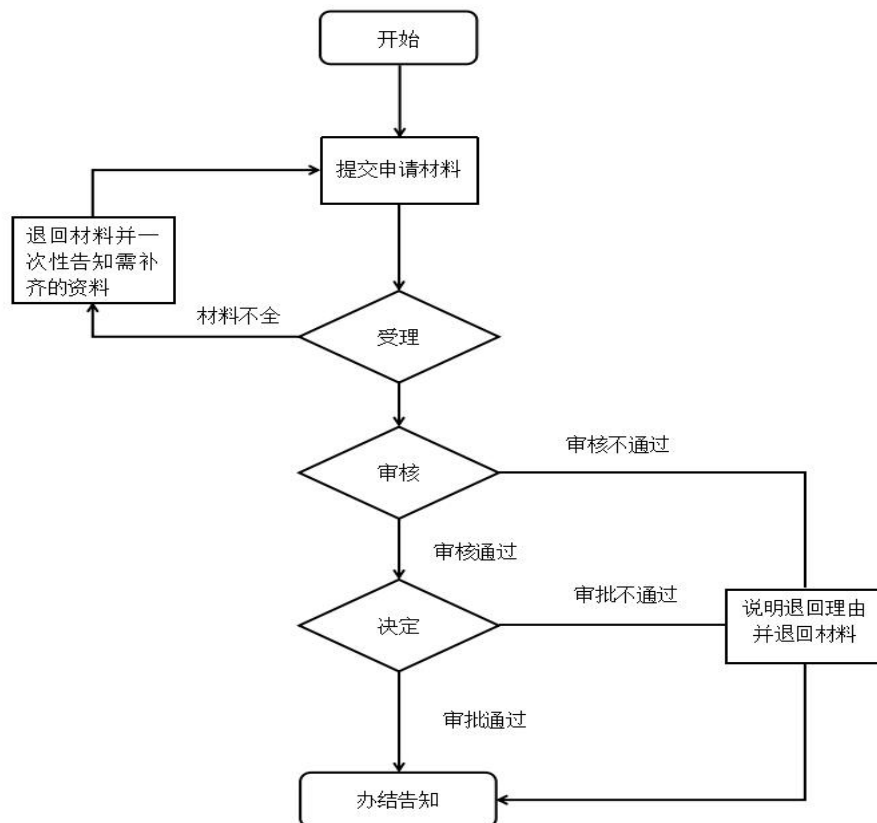 开始
提交申请材料
退回材料并一
次性告知需补
齐的资料
材料不全
受理
审核不通过
审核
审核通过
审批不通过
决定
说明退回理由
并退回材料
审批通过
办结告知